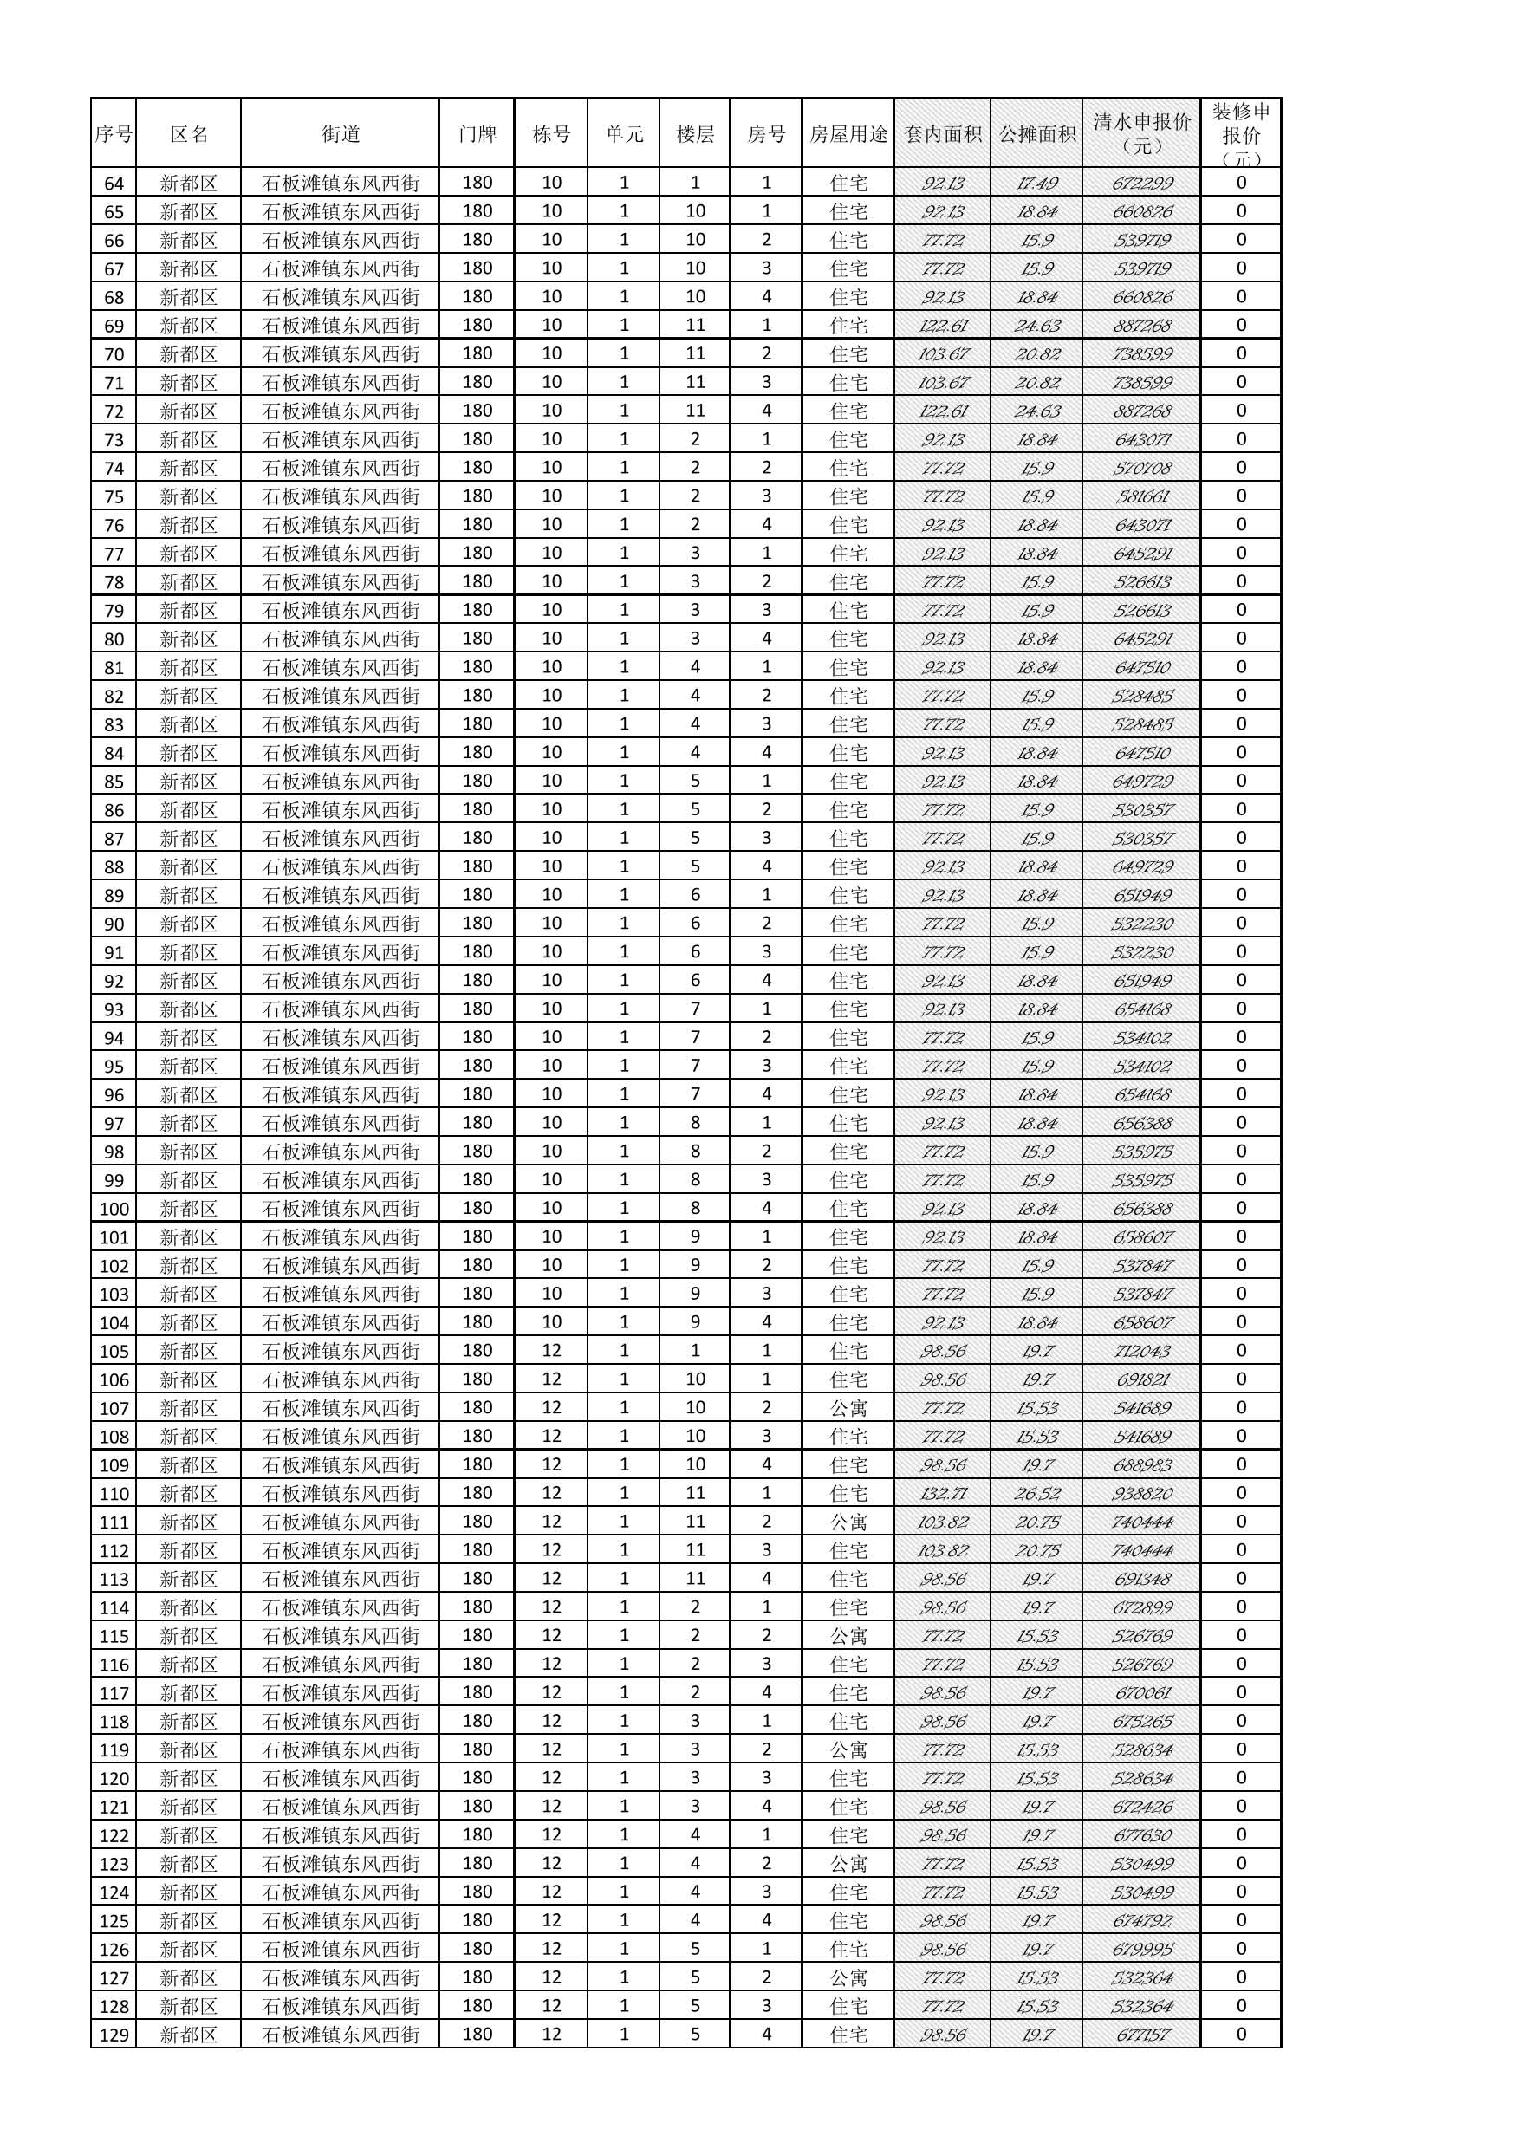 序号 区名 街道 门牌 栋号 单元 楼层 房号 房屋用途 套内面积 公摊面积 清水申报价（元） 装修申报价（元）
64 新都区 石板滩镇东风西街 180 10 1 1 1 住宅 92.13 17.49 672299 0
65 新都区 石板滩镇东风西街 180 10 1 10 1 住宅 92.13 18.84 660826 0
66 新都区 石板滩镇东风西街 180 10 1 10 2 住宅 77.72 15.9 539719 0
67 新都区 石板滩镇东风西街 180 10 1 10 3 住宅 77.72 15.9 539719 0
68 新都区 石板滩镇东风西街 180 10 1 10 4 住宅 92.13 18.84 660826 0
69 新都区 石板滩镇东风西街 180 10 1 11 1 住宅 122.61 24.63 887268 0
70 新都区 石板滩镇东风西街 180 10 1 11 2 住宅 103.67 20.82 738599 0
71 新都区 石板滩镇东风西街 180 10 1 11 3 住宅 103.67 20.82 738599 0
72 新都区 石板滩镇东风西街 180 10 1 11 4 住宅 122.61 24.63 887268 0
73 新都区 石板滩镇东风西街 180 10 1 2 1 住宅 92.13 18.84 643071 0
74 新都区 石板滩镇东风西街 180 10 1 2 2 住宅 77.72 15.9 570708 0
75 新都区 石板滩镇东风西街 180 10 1 2 3 住宅 77.72 15.9 581661 0
76 新都区 石板滩镇东风西街 180 10 1 2 4 住宅 92.13 18.84 643071 0
77 新都区 石板滩镇东风西街 180 10 1 3 1 住宅 92.13 18.84 645291 0
78 新都区 石板滩镇东风西街 180 10 1 3 2 住宅 77.72 15.9 526613 0
79 新都区 石板滩镇东风西街 180 10 1 3 3 住宅 77.72 15.9 526613 0
80 新都区 石板滩镇东风西街 180 10 1 3 4 住宅 92.13 18.84 645291 0
81 新都区 石板滩镇东风西街 180 10 1 4 1 住宅 92.13 18.84 647510 0
82 新都区 石板滩镇东风西街 180 10 1 4 2 住宅 77.72 15.9 528485 0
83 新都区 石板滩镇东风西街 180 10 1 4 3 住宅 77.72 15.9 528485 0
84 新都区 石板滩镇东风西街 180 10 1 4 4 住宅 92.13 18.84 647510 0
85 新都区 石板滩镇东风西街 180 10 1 5 1 住宅 92.13 18.84 649729 0
86 新都区 石板滩镇东风西街 180 10 1 5 2 住宅 77.72 15.9 530357 0
87 新都区 石板滩镇东风西街 180 10 1 5 3 住宅 77.72 15.9 530357 0
88 新都区 石板滩镇东风西街 180 10 1 5 4 住宅 92.13 18.84 649729 0
89 新都区 石板滩镇东风西街 180 10 1 6 1 住宅 92.13 18.84 651949 0
90 新都区 石板滩镇东风西街 180 10 1 6 2 住宅 77.72 15.9 532230 0
91 新都区 石板滩镇东风西街 180 10 1 6 3 住宅 77.72 15.9 532230 0
92 新都区 石板滩镇东风西街 180 10 1 6 4 住宅 92.13 18.84 651949 0
93 新都区 石板滩镇东风西街 180 10 1 7 1 住宅 92.13 18.84 654168 0
94 新都区 石板滩镇东风西街 180 10 1 7 2 住宅 77.72 15.9 534102 0
95 新都区 石板滩镇东风西街 180 10 1 7 3 住宅 77.72 15.9 534102 0
96 新都区 石板滩镇东风西街 180 10 1 7 4 住宅 92.13 18.84 654168 0
97 新都区 石板滩镇东风西街 180 10 1 8 1 住宅 92.13 18.84 656388 0
98 新都区 石板滩镇东风西街 180 10 1 8 2 住宅 77.72 15.9 535975 0
99 新都区 石板滩镇东风西街 180 10 1 8 3 住宅 77.72 15.9 535975 0
100 新都区 石板滩镇东风西街 180 10 1 8 4 住宅 92.13 18.84 656388 0
101 新都区 石板滩镇东风西街 180 10 1 9 1 住宅 92.13 18.84 658607 0
102 新都区 石板滩镇东风西街 180 10 1 9 2 住宅 77.72 15.9 537847 0
103 新都区 石板滩镇东风西街 180 10 1 9 3 住宅 77.72 15.9 537847 0
104 新都区 石板滩镇东风西街 180 10 1 9 4 住宅 92.13 18.84 658607 0
105 新都区 石板滩镇东风西街 180 12 1 1 1 住宅 98.56 19.7 712043 0
106 新都区 石板滩镇东风西街 180 12 1 10 1 住宅 98.56 19.7 691821 0
107 新都区 石板滩镇东风西街 180 12 1 10 2 公寓 77.72 15.53 541689 0
108 新都区 石板滩镇东风西街 180 12 1 10 3 住宅 77.72 15.53 541689 0
109 新都区 石板滩镇东风西街 180 12 1 10 4 住宅 98.56 19.7 688983 0
110 新都区 石板滩镇东风西街 180 12 1 11 1 住宅 132.71 26.52 938820 0
111 新都区 石板滩镇东风西街 180 12 1 11 2 公寓 103.82 20.75 740444 0
112 新都区 石板滩镇东风西街 180 12 1 11 3 住宅 103.82 20.75 740444 0
113 新都区 石板滩镇东风西街 180 12 1 11 4 住宅 98.56 19.7 691348 0
114 新都区 石板滩镇东风西街 180 12 1 2 1 住宅 98.56 19.7 672899 0
115 新都区 石板滩镇东风西街 180 12 1 2 2 公寓 77.72 15.53 526769 0
116 新都区 石板滩镇东风西街 180 12 1 2 3 住宅 77.72 15.53 526769 0
117 新都区 石板滩镇东风西街 180 12 1 2 4 住宅 98.56 19.7 670061 0
118 新都区 石板滩镇东风西街 180 12 1 3 1 住宅 98.56 19.7 675265 0
119 新都区 石板滩镇东风西街 180 12 1 3 2 公寓 77.72 15.53 528634 0
120 新都区 石板滩镇东风西街 180 12 1 3 3 住宅 77.72 15.53 528634 0
121 新都区 石板滩镇东风西街 180 12 1 3 4 住宅 98.56 19.7 672426 0
122 新都区 石板滩镇东风西街 180 12 1 4 1 住宅 98.56 19.7 677630 0
123 新都区 石板滩镇东风西街 180 12 1 4 2 公寓 77.72 15.53 530499 0
124 新都区 石板滩镇东风西街 180 12 1 4 3 住宅 77.72 15.53 530499 0
125 新都区 石板滩镇东风西街 180 12 1 4 4 住宅 98.56 19.7 674792 0
126 新都区 石板滩镇东风西街 180 12 1 5 1 住宅 98.56 19.7 679995 0
127 新都区 石板滩镇东风西街 180 12 1 5 2 公寓 77.72 15.53 532364 0
128 新都区 石板滩镇东风西街 180 12 1 5 3 住宅 77.72 15.53 532364 0
129 新都区 石板滩镇东风西街 180 12 1 5 4 住宅 98.56 19.7 677157 0